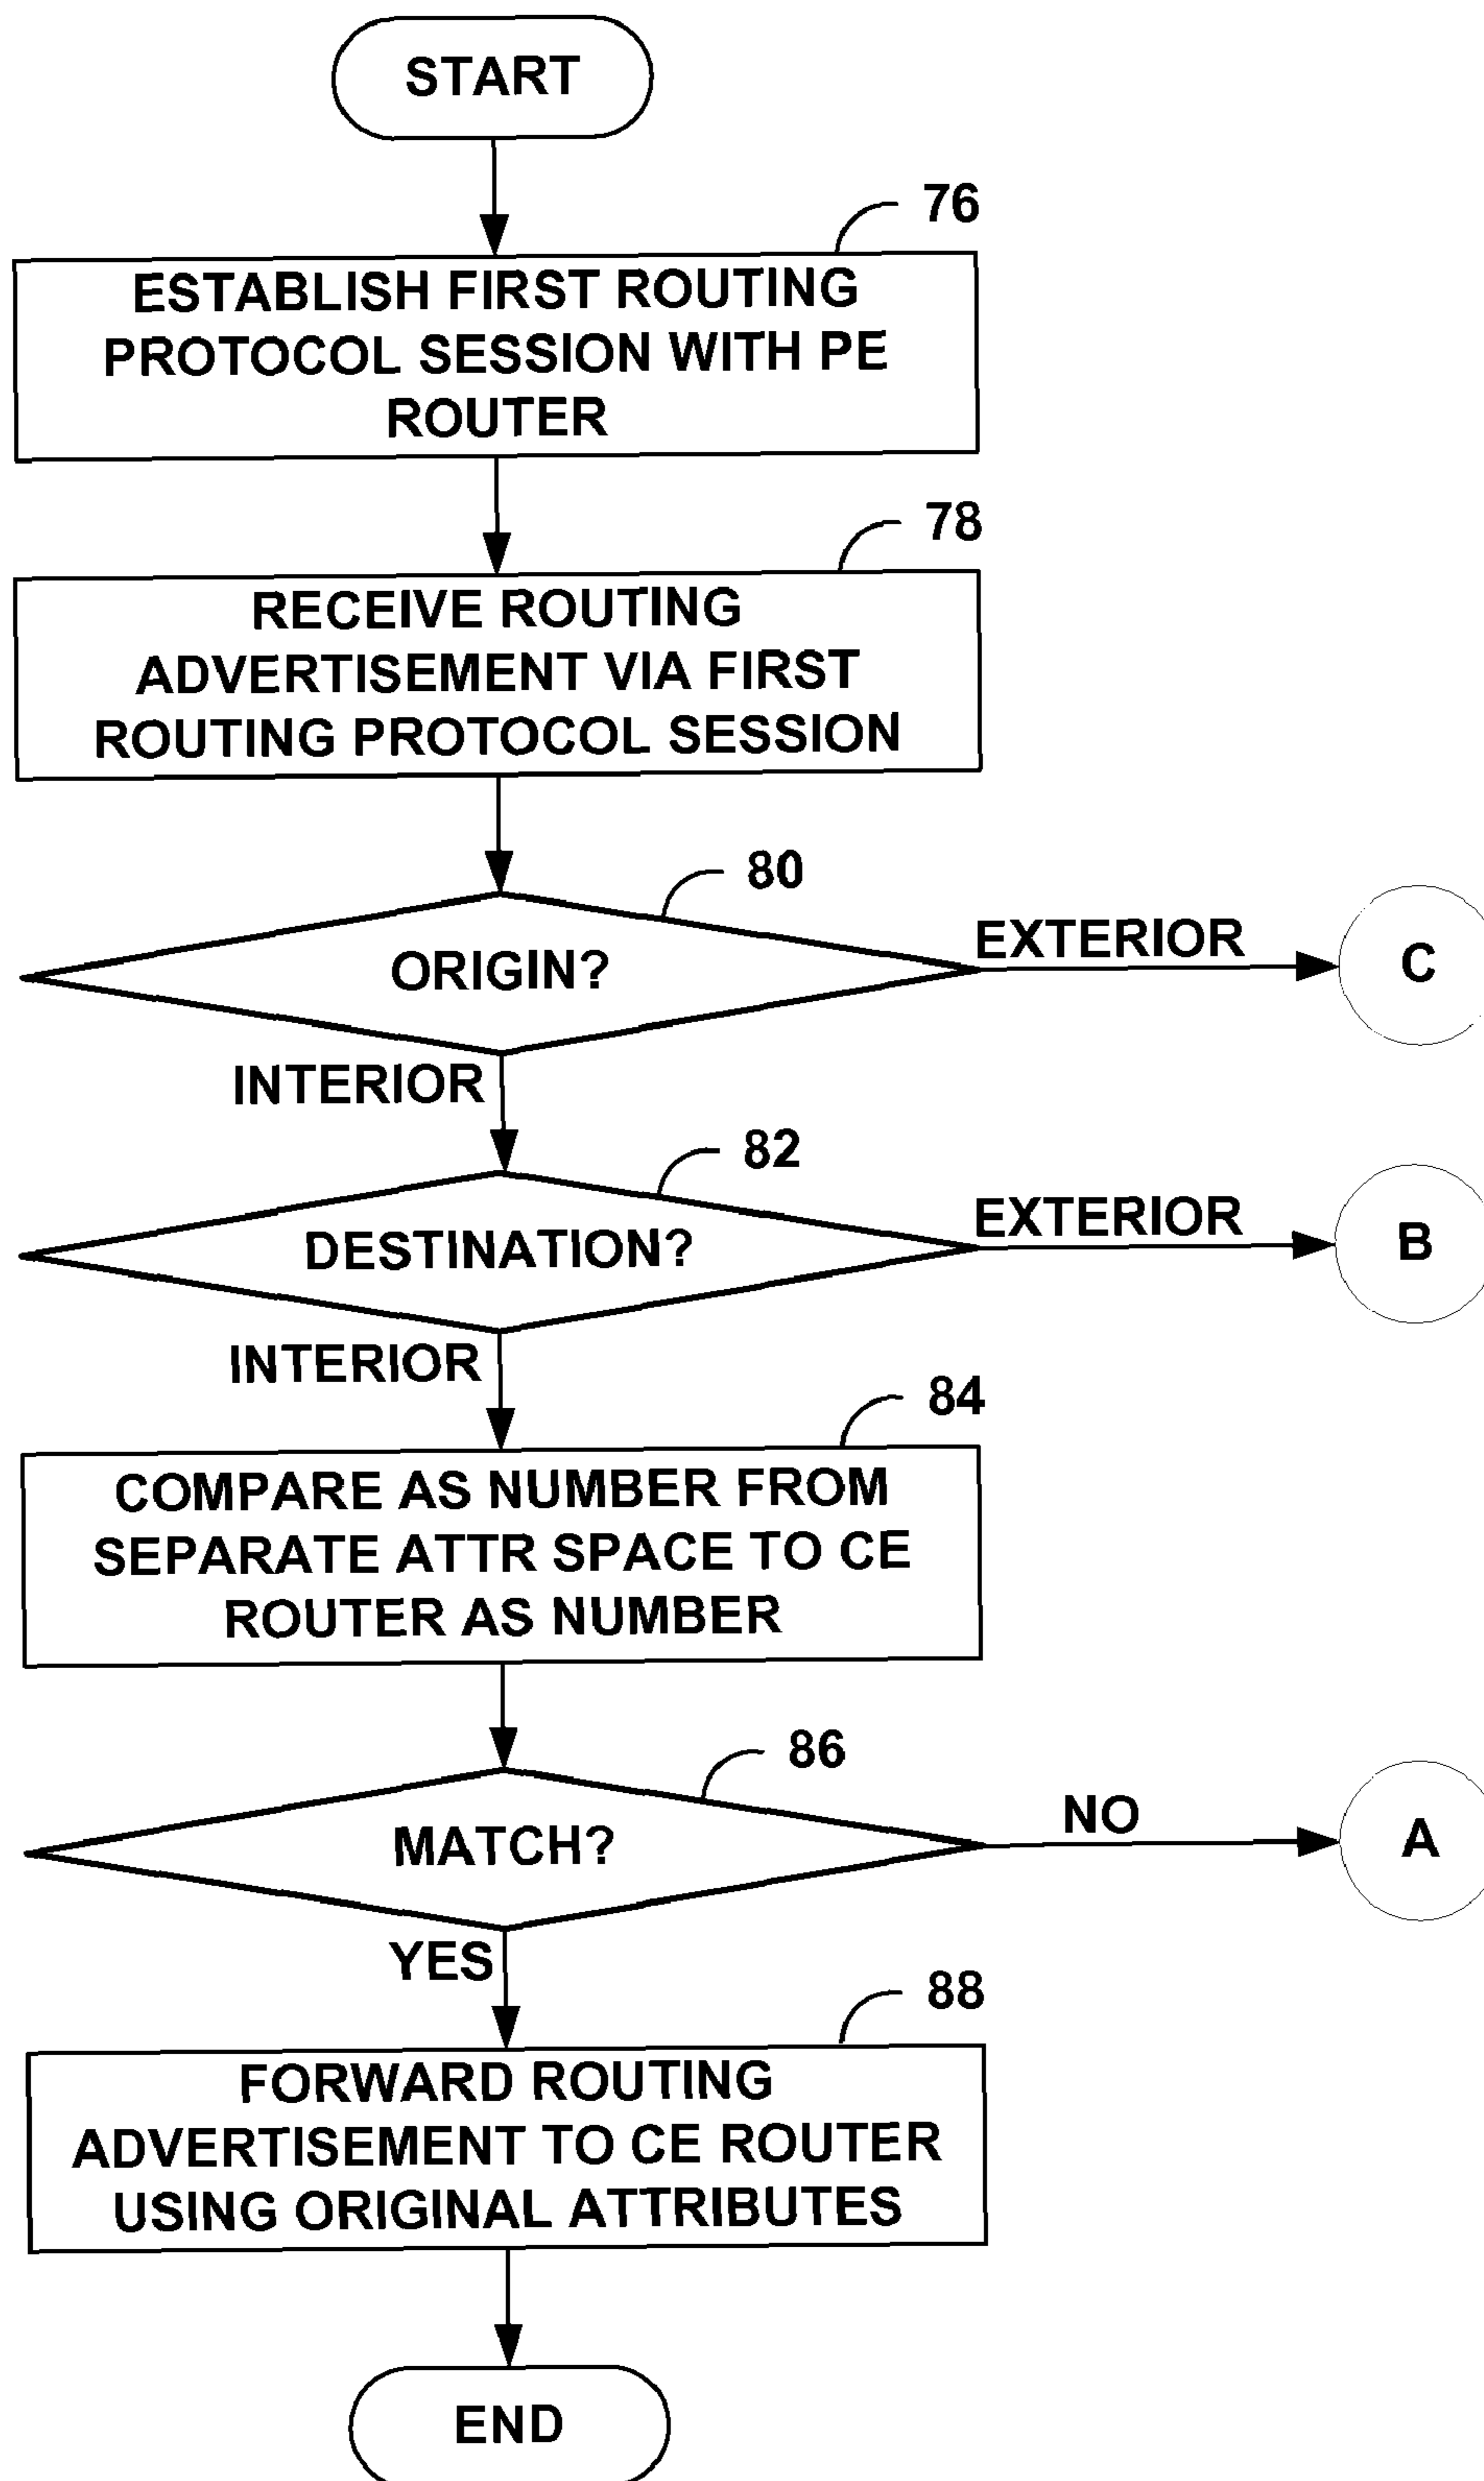 START
76
ESTABLISH FIRST ROUTING
PROTOCOL SESSION WITH PE
ROUTER
78
RECEIVE ROUTING
ADVERTISEMENT VIA FIRST
ROUTING PROTOCOL SESSION
80
ORIGIN?
EXTERIOR
C
INTERIOR
82
DESTINATION?
EXTERIOR
B
INTERIOR
84
COMPARE AS NUMBER FROM
SEPARATE ATTR SPACE TO CE
ROUTER AS NUMBER
86
MATCH?
NO
A
YES
88
FORWARD ROUTING
ADVERTISEMENT TO CE ROUTER
USING ORIGINAL ATTRIBUTES
END